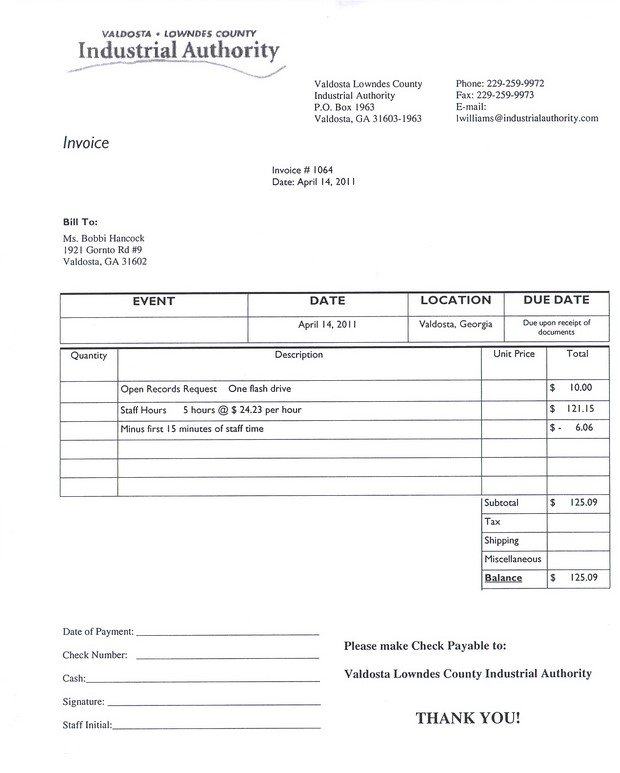 VALDOSTA • LOWNDES COUNTY
Industrial Authority
Valdosta Lowndes County
Industrial Authority
P.O. Box 1963
Valdosta, GA 31603-1963
Phone: 229-259-9972
Fax: 229-259-9973
E-mail:
lwilliams@industrialauthority.com
Invoice
Invoice # 1064
Date: April 14, 2011
Bill To:
Ms. Bobbi Hancock
1921 Gornto Rd #9
Valdosta, GA 31602
EVENT DATE LOCATION DUE DATE
April 14, 2011 Valdosta, Georgia Due upon receipt of
documents
Quantity Description Unit Price Total
Open Records Request One flash drive $ 10.00
Staff Hours 5 hours @ $ 24.23 per hour $ 121.15
Minus first 15 minutes of staff time $ - 6.06
Subtotal $ 125.09
Tax
Shipping
Miscellaneous
Balance $ 125.09
Date of Payment:
Check Number:
Cash:
Signature:
Staff Initial:
Please make Check Payable to:
Valdosta Lowndes County Industrial Authority
THANK YOU!